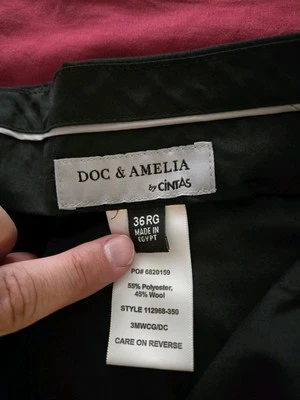 DOC & AMELIA
by CINTAS
36RG
MADE IN
EGYPT
PO# 6820159
55% Polyester,
45% Wool
STYLE 112968-350
3MWCG/DC
CARE ON REVERSE